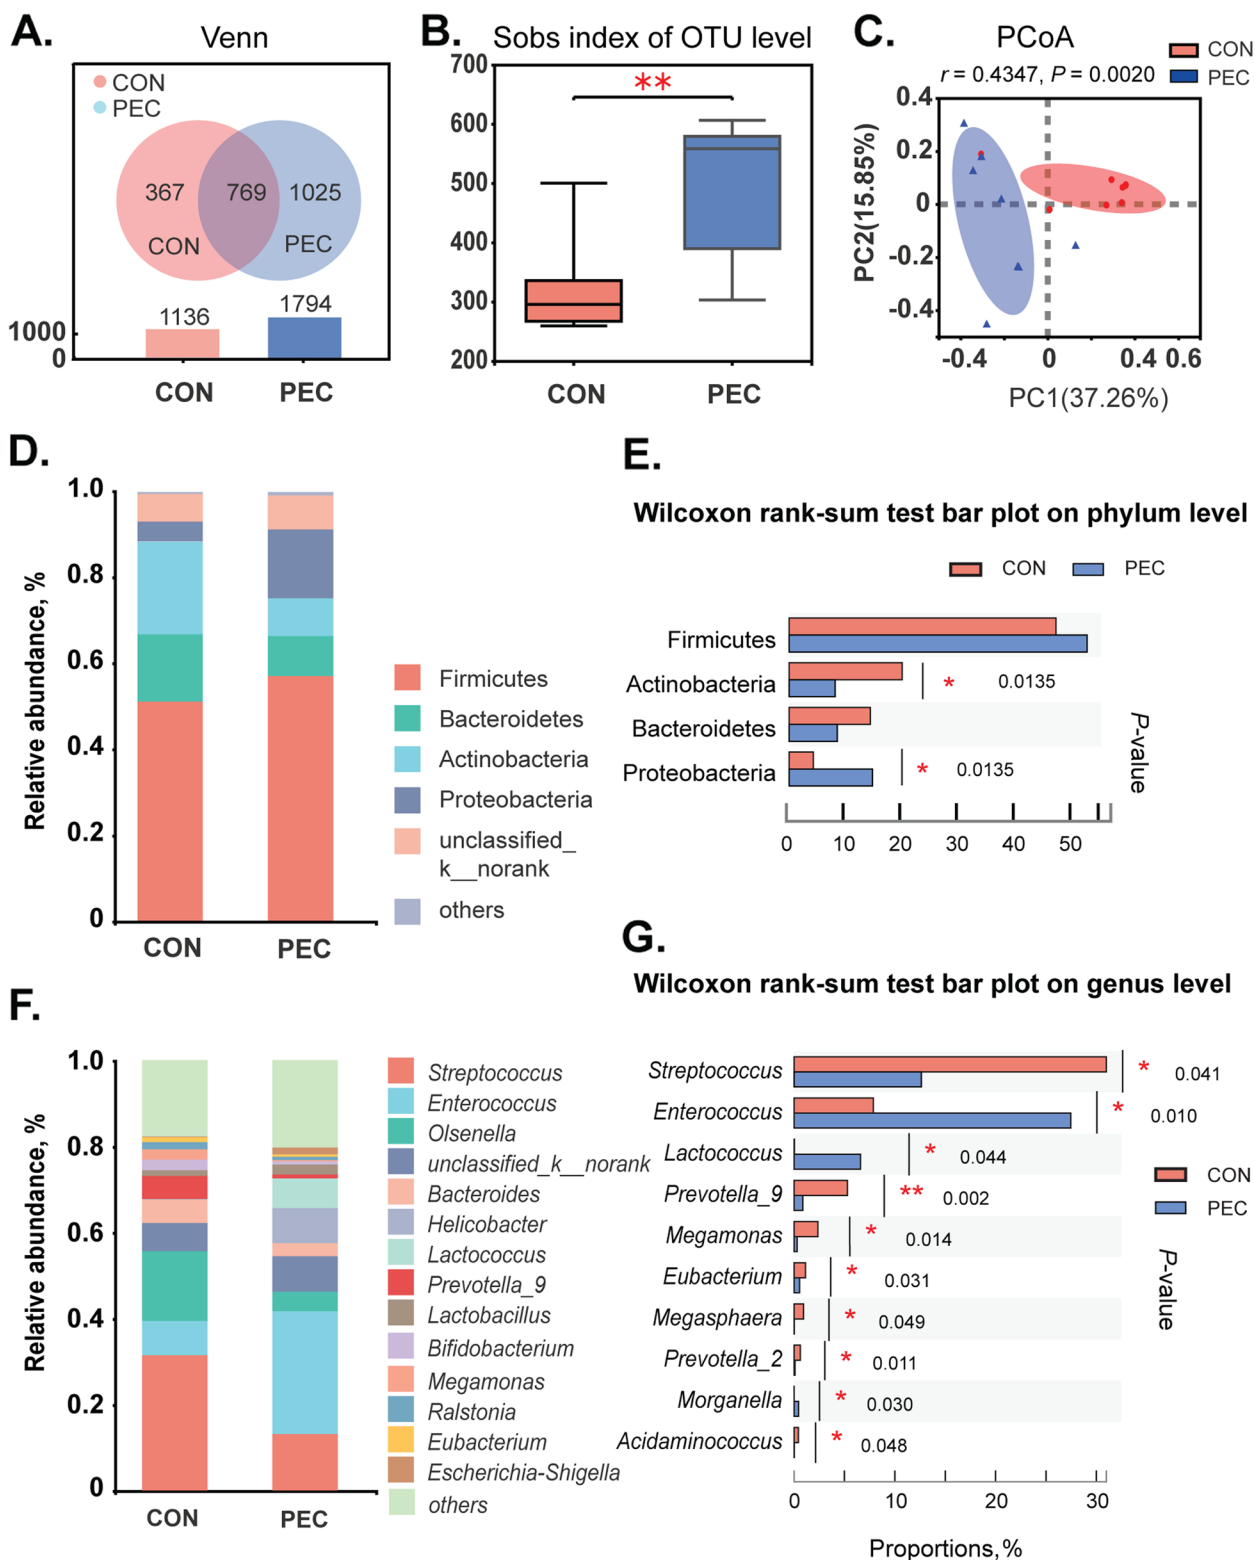 A.
Venn
CON
PEC
367
769
1025
CON
PEC
1136
1794
1000
0
CON
PEC
B.
Sobs index of OTU level
**
700
600
500
400
300
200
CON
PEC
C.
PCoA
CON
PEC
r = 0.4347, P = 0.0020
PC2(15.85%)
0.4
0.2
0
-0.2
-0.4
-0.4
0
0.4
0.6
PC1(37.26%)
D.
Relative abundance, %
1.0
0.8
0.6
0.4
0.2
0
CON
PEC
Firmicutes
Bacteroidetes
Actinobacteria
Proteobacteria
unclassified_
k__norank
others
E.
Wilcoxon rank-sum test bar plot on phylum level
CON
PEC
Firmicutes
Actinobacteria
* 0.0135
Bacteroidetes
Proteobacteria
* 0.0135
P-value
0
10
20
30
40
50
F.
Relative abundance, %
1.0
0.8
0.6
0.4
0.2
0
CON
PEC
Streptococcus
Enterococcus
Olsenella
unclassified_k__norank
Bacteroides
Helicobacter
Lactococcus
Prevotella_9
Lactobacillus
Bifidobacterium
Megamonas
Ralstonia
Eubacterium
Escherichia-Shigella
others
G.
Wilcoxon rank-sum test bar plot on genus level
Streptococcus
* 0.041
Enterococcus
* 0.010
Lactococcus
* 0.044
Prevotella_9
** 0.002
Megamonas
* 0.014
Eubacterium
* 0.031
Megasphaera
* 0.049
Prevotella_2
* 0.011
Morganella
* 0.030
Acidaminococcus
* 0.048
CON
PEC
P-value
0
10
20
30
Proportions,%